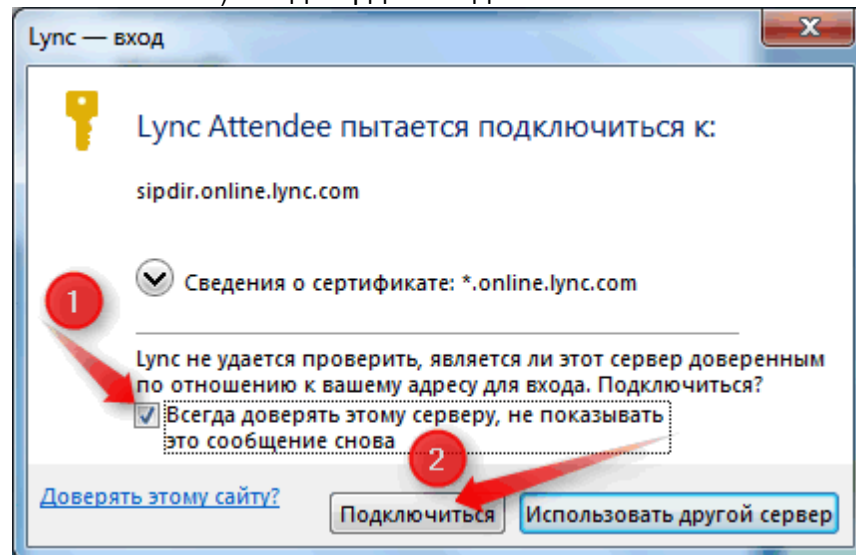 Lync — вход
Lync Attendee пытается подключиться к:
sipdir.online.lync.com
Сведения о сертификате: *.online.lync.com
1
Lync не удается проверить, является ли этот сервер доверенным
по отношению к вашему адресу для входа. Подключиться?
Всегда доверять этому серверу, не показывать
это сообщение снова
2
Доверять этому сайту?
Подключиться
Использовать другой сервер